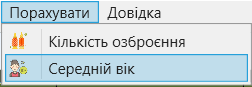 Порахувати Довідка
Кількість озброєння
Середній вік